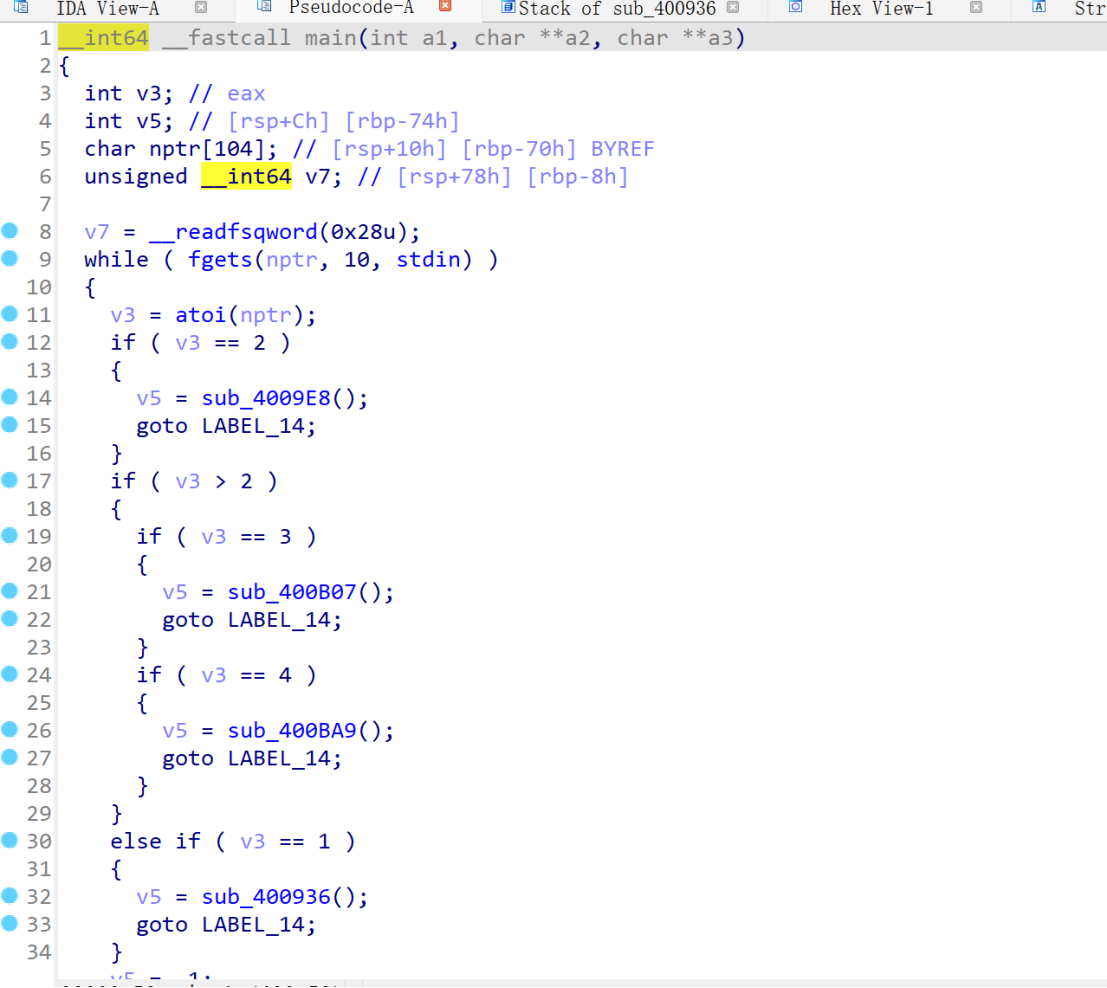 IDA View-A Pseudocode-A Stack of sub_400936 Hex View-1 Str
1 __int64 __fastcall main(int a1, char **a2, char **a3)
2 {
3 int v3; // eax
4 int v5; // [rsp+Ch] [rbp-74h]
5 char nptr[104]; // [rsp+10h] [rbp-70h] BYREF
6 unsigned __int64 v7; // [rsp+78h] [rbp-8h]
7
8 v7 = __readfsqword(0x28u);
9 while ( fgets(nptr, 10, stdin) )
10 {
11 v3 = atoi(nptr);
12 if ( v3 == 2 )
13 {
14 v5 = sub_4009E8();
15 goto LABEL_14;
16 }
17 if ( v3 > 2 )
18 {
19 if ( v3 == 3 )
20 {
21 v5 = sub_400B07();
22 goto LABEL_14;
23 }
24 if ( v3 == 4 )
25 {
26 v5 = sub_400BA9();
27 goto LABEL_14;
28 }
29 }
30 else if ( v3 == 1 )
31 {
32 v5 = sub_400936();
33 goto LABEL_14;
34 }